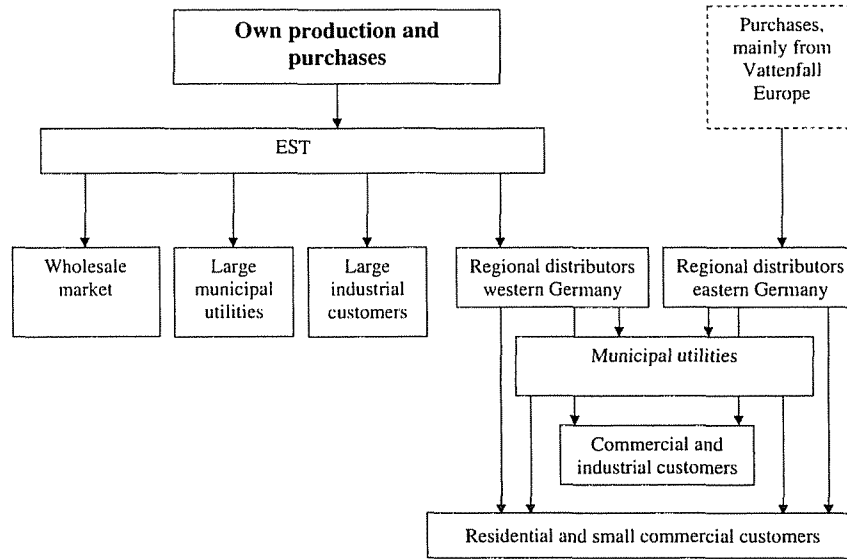 Own production and
purchases
Purchases,
mainly from
Vattenfall
Europe
EST
Wholesale
market
Large
municipal
utilities
Large
industrial
customers
Regional distributors
western Germany
Regional distributors
eastern Germany
Municipal utilities
Commercial and
industrial customers
Residential and small commercial customers